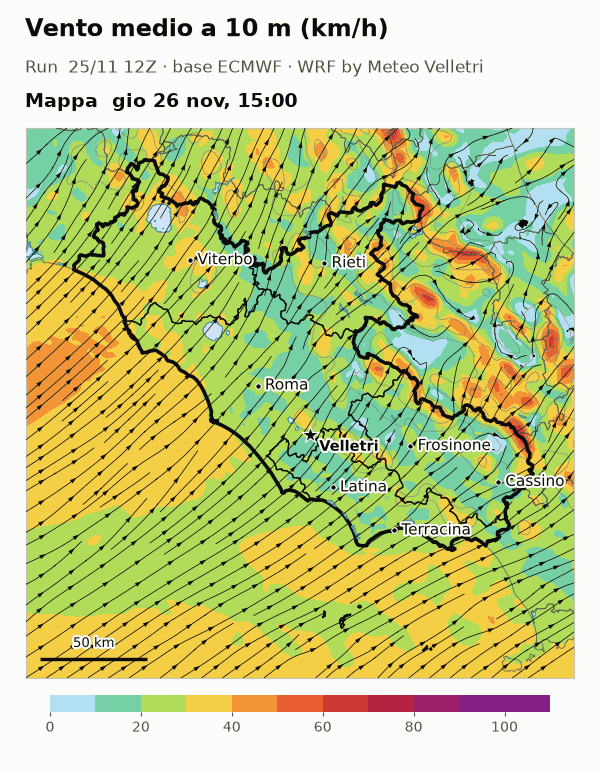 Vento medio a 10 m (km/h)
Run 25/11 12Z · base ECMWF · WRF by Meteo Velletri
Mappa gio 26 nov, 15:00
Viterbo
Rieti
Roma
Velletri
Frosinone
Latina
Cassino
Terracina
50 km
0 20 40 60 80 100